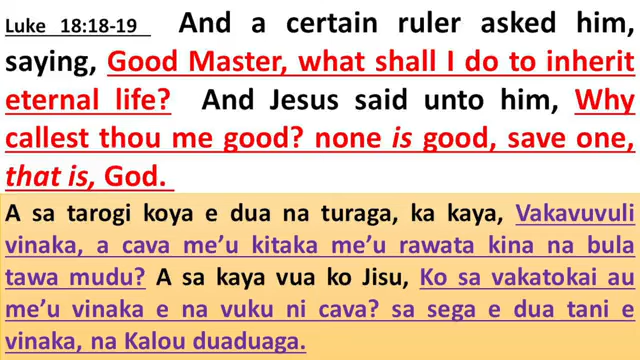 Luke 18:18-19 And a certain ruler asked him,
saying, Good Master, what shall I do to inherit
eternal life? And Jesus said unto him, Why
callest thou me good? none is good, save one,
that is, God.
A sa tarogi koya e dua na turaga, ka kaya, Vakavuvuli
vinaka, a cava me’u kitaka me’u rawata kina na bula
tawa mudu? A sa kaya vua ko Jisu, Ko sa vakatokai au
me’u vinaka e na vuku ni cava? sa sega e dua tani e
vinaka, na Kalou duaduaga.